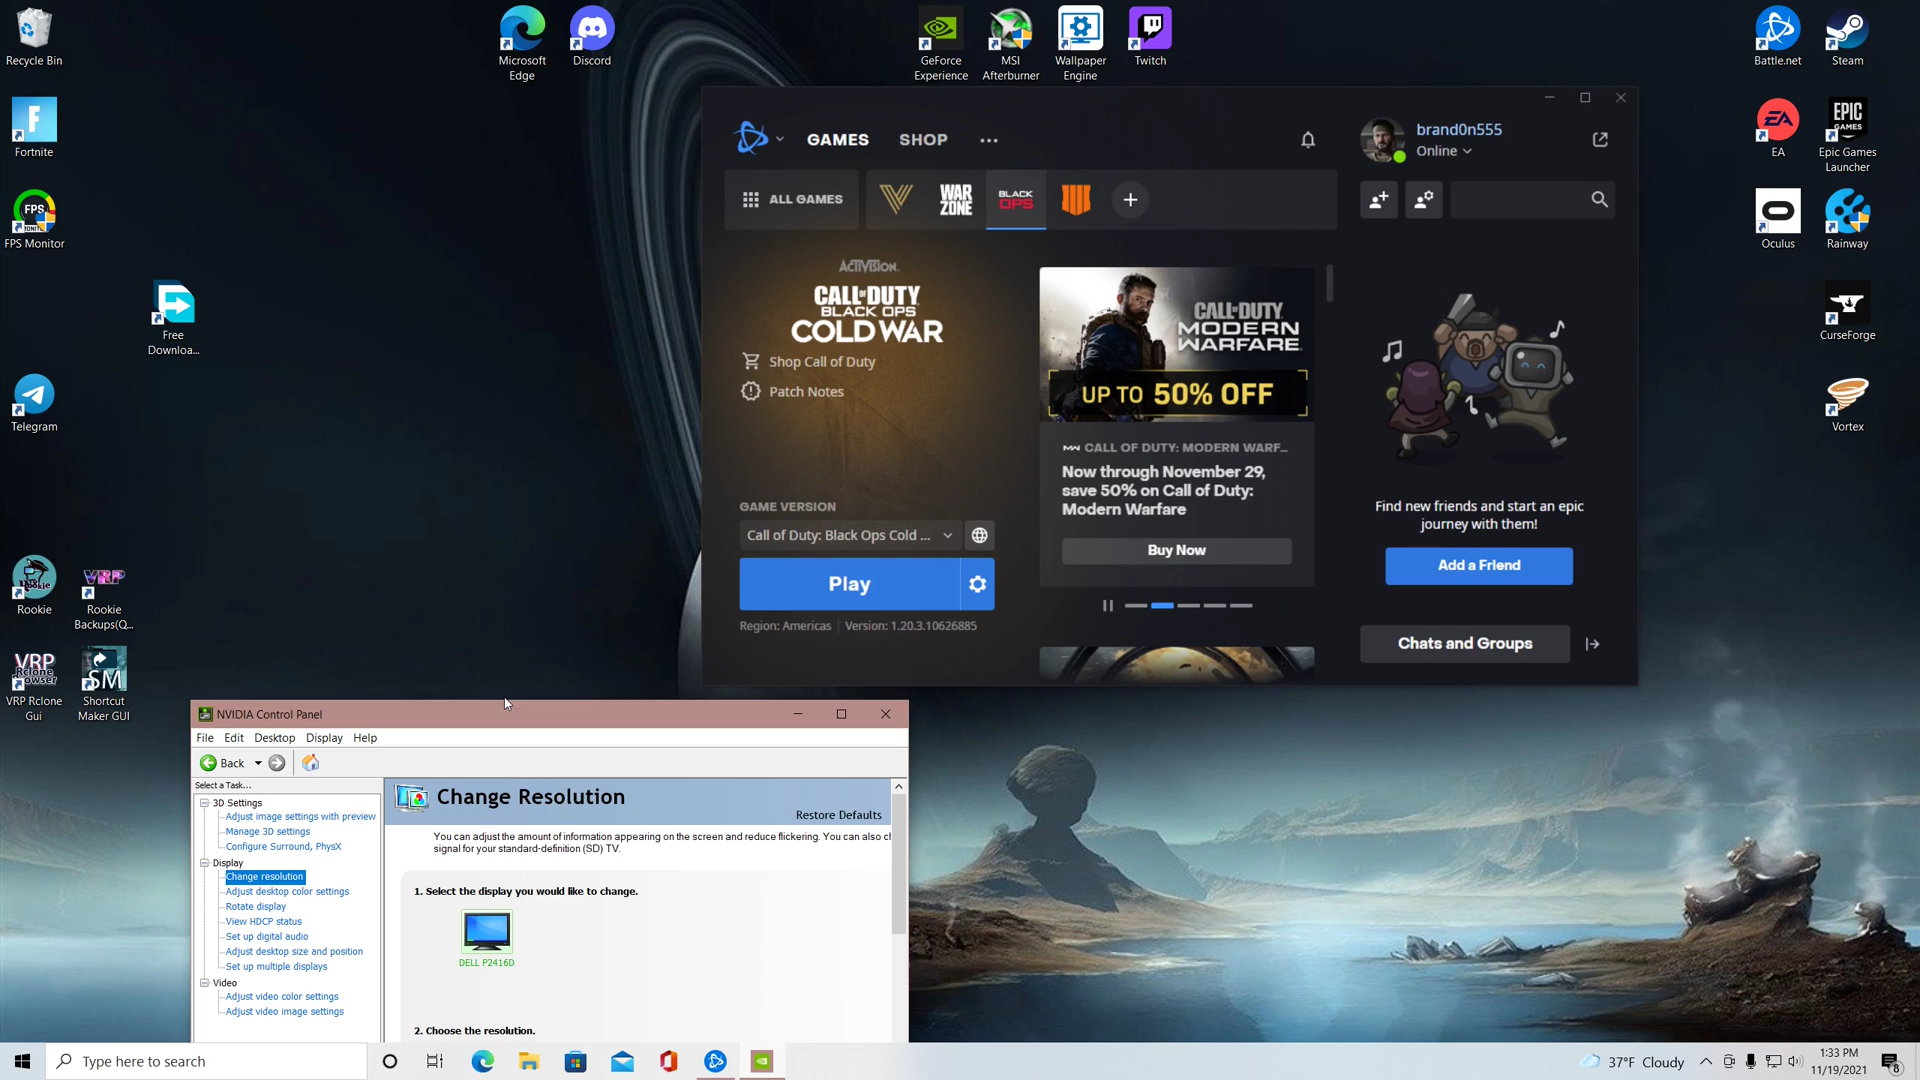 Recycle Bin
Microsoft
Edge
Discord
GeForce
Experience
MSI
Afterburner
Wallpaper
Engine
Twitch
Battle.net
Steam
Fortnite
EA
Epic Games
Launcher
FPS Monitor
Oculus
Rainway
Free
Downloa...
CurseForge
Telegram
Vortex
Rookie
Rookie
Backups(Q...
VRP Rclone
Gui
Shortcut
Maker GUI
GAMES
SHOP
brand0n555
Online
ALL GAMES
WAR
ZONE
BLACK
OPS
ACTIVISION.
CALL OF DUTY
BLACK OPS
COLD WAR
Shop Call of Duty
Patch Notes
GAME VERSION
Call of Duty: Black Ops Cold ...
Play
Region: Americas
Version: 1.20.3.10626885
CALL OF DUTY
MODERN
WARFARE
UP TO 50% OFF
CALL OF DUTY: MODERN WARF...
Now through November 29,
save 50% on Call of Duty:
Modern Warfare
Buy Now
Find new friends and start an epic
journey with them!
Add a Friend
Chats and Groups
NVIDIA Control Panel
File Edit Desktop Display Help
Back
Select a Task...
3D Settings
Adjust image settings with preview
Manage 3D settings
Configure Surround, PhysX
Display
Change resolution
Adjust desktop color settings
Rotate display
View HDCP status
Set up digital audio
Adjust desktop size and position
Set up multiple displays
Video
Adjust video color settings
Adjust video image settings
Change Resolution
Restore Defaults
You can adjust the amount of information appearing on the screen and reduce flickering. You can also
signal for your standard-definition (SD) TV.
1. Select the display you would like to change.
DELL P2416D
2. Choose the resolution.
Type here to search
37°F Cloudy
1:33 PM
11/19/2021
8